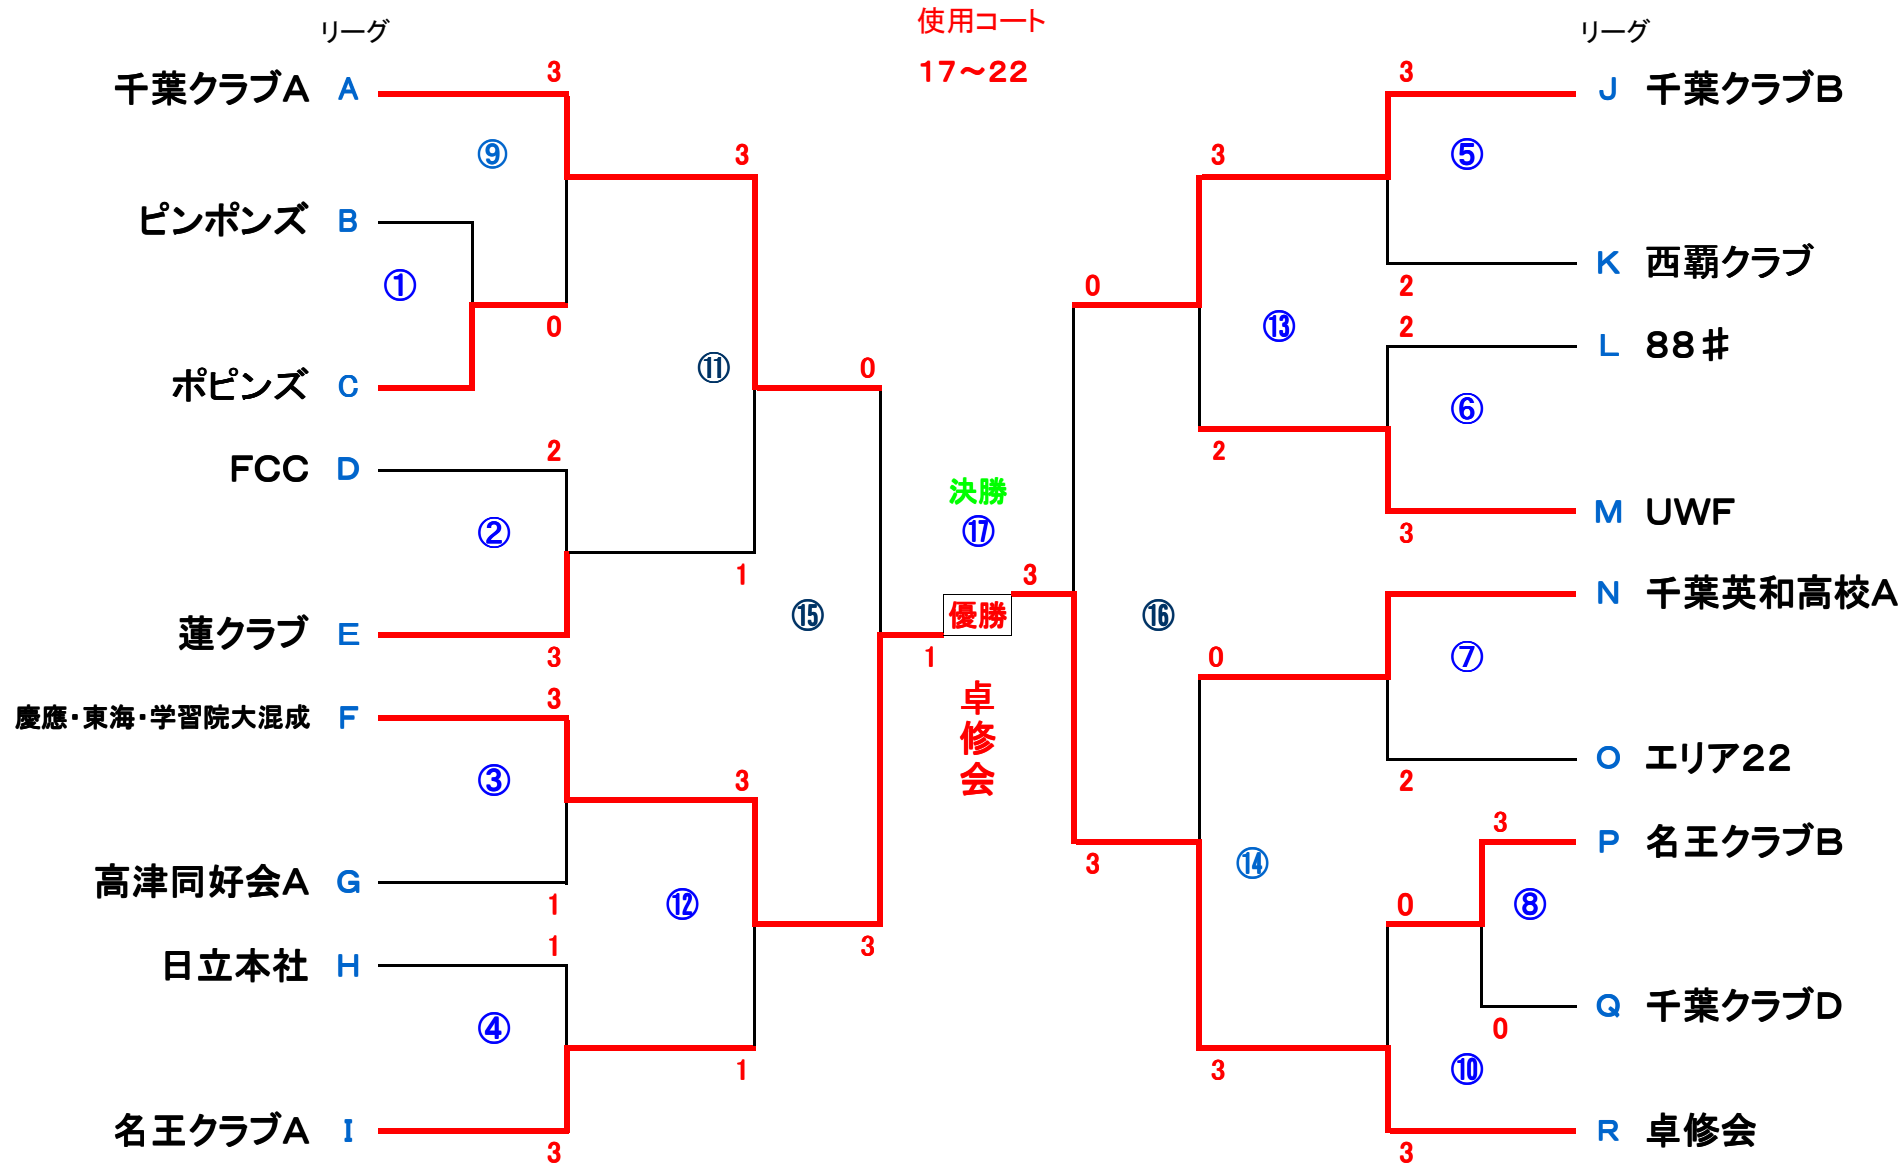 リーグ
使用コート
17～22
リーグ
千葉クラブA A
3
⑨
ピンポンズ B
①
0
ポピンズ C
3
⑪
FCC D
2
②
蓮クラブ E
3
1
0
⑮
慶應・東海・学習院大混成 F
3
③
高津同好会A G
1
3
⑫
日立本社 H
1
④
名王クラブA I
3
1
3
決勝
⑰
1
優勝
3
卓修会
3
J 千葉クラブB
⑤
K 西覇クラブ
2
3
0
⑬
2
L 88♯
⑥
M UWF
3
2
⑯
N 千葉英和高校A
⑦
0
O エリア22
2
3
⑭
3
P 名王クラブB
0
⑧
Q 千葉クラブD
0
⑩
3
R 卓修会
3